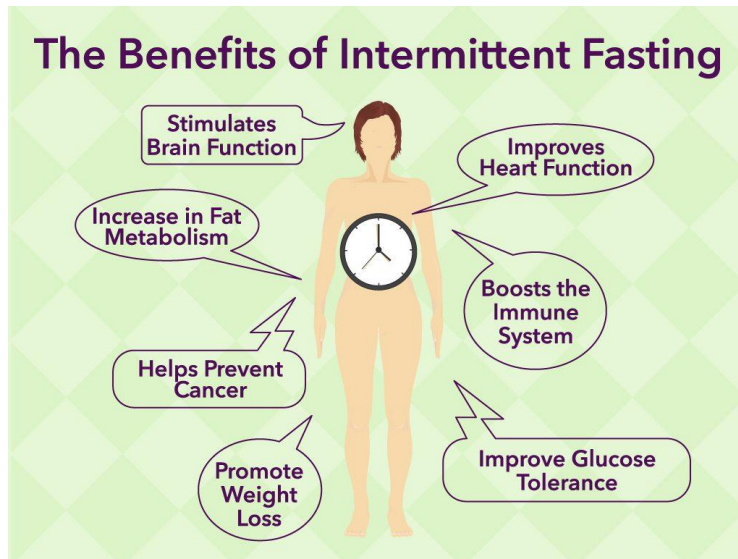 The Benefits of Intermittent Fasting
Stimulates
Brain Function
Improves
Heart Function
Increase in Fat
Metabolism
Boosts the
Immune
System
Helps Prevent
Cancer
Improve Glucose
Tolerance
Promote
Weight
Loss